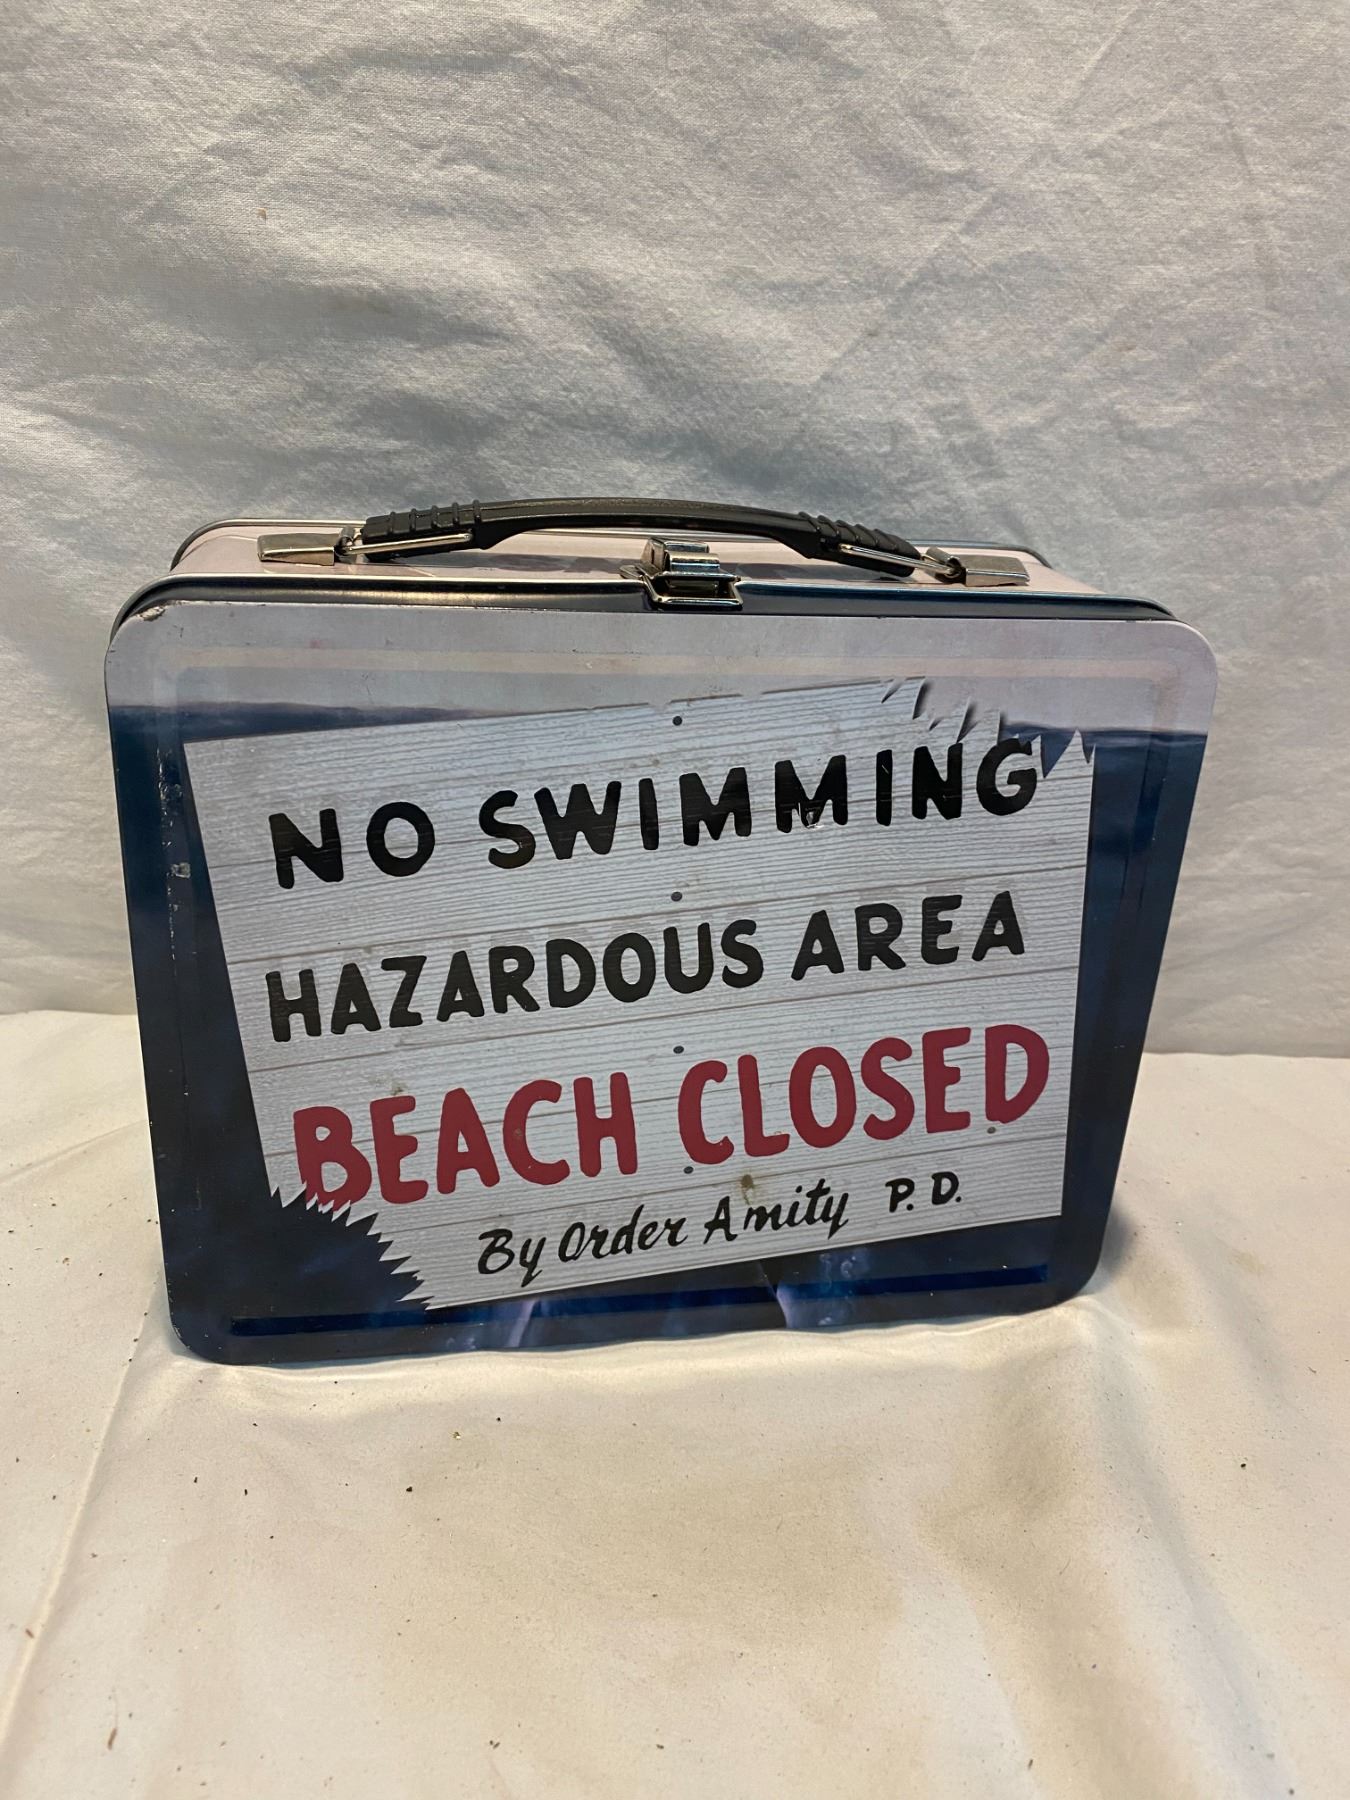 NO SWIMMING
HAZARDOUS AREA
BEACH CLOSED
By Order Amity P.D.